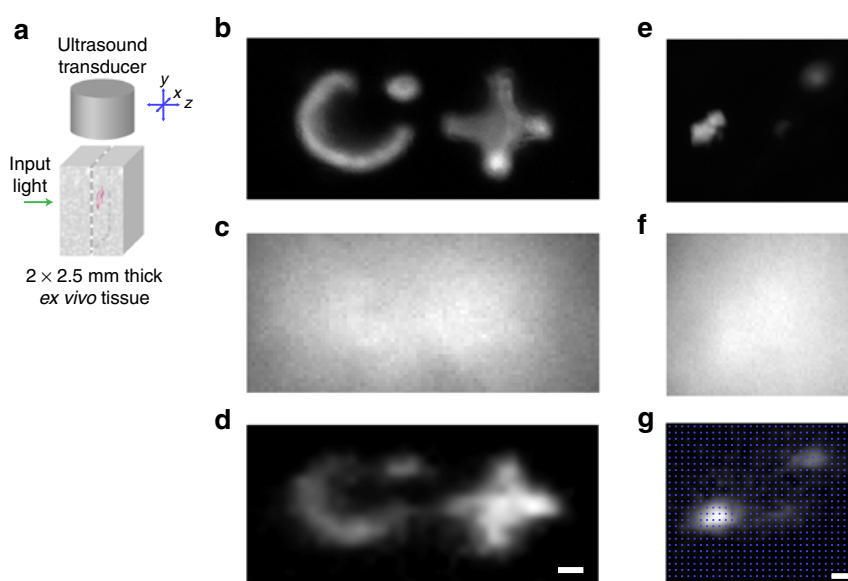 a
Ultrasound
transducer
y
x
z
Input
light
2 × 2.5 mm thick
ex vivo tissue
b
c
d
e
f
g